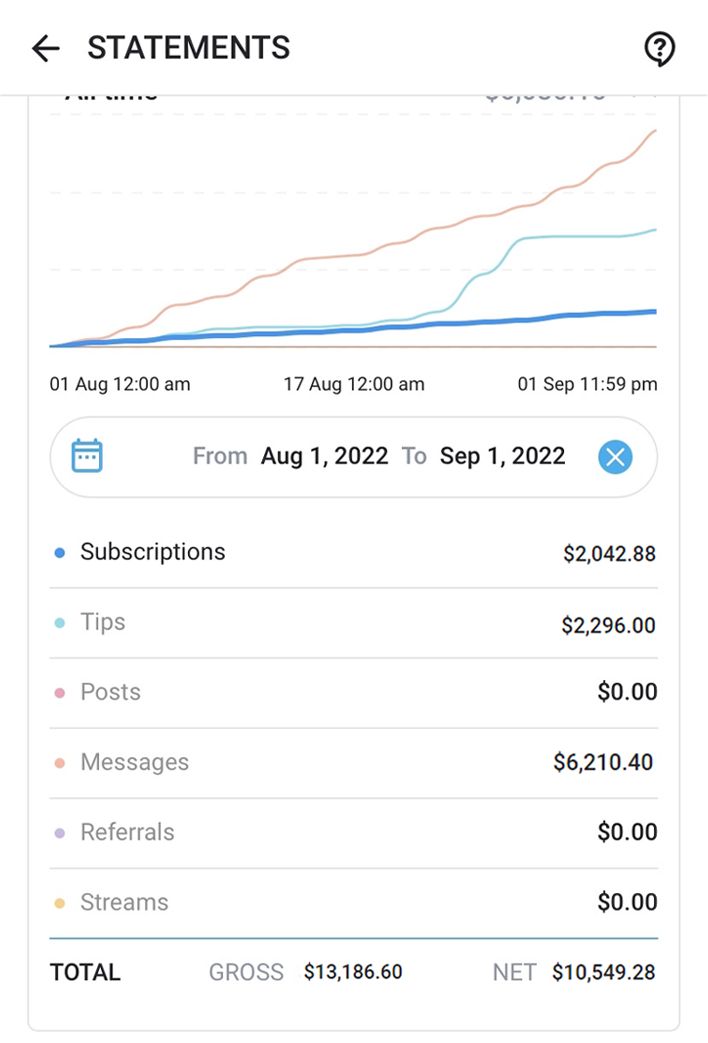 STATEMENTS
All time
01 Aug 12:00 am 17 Aug 12:00 am 01 Sep 11:59 pm
From Aug 1, 2022 To Sep 1, 2022
Subscriptions $2,042.88
Tips $2,296.00
Posts $0.00
Messages $6,210.40
Referrals $0.00
Streams $0.00
TOTAL GROSS $13,186.60 NET $10,549.28